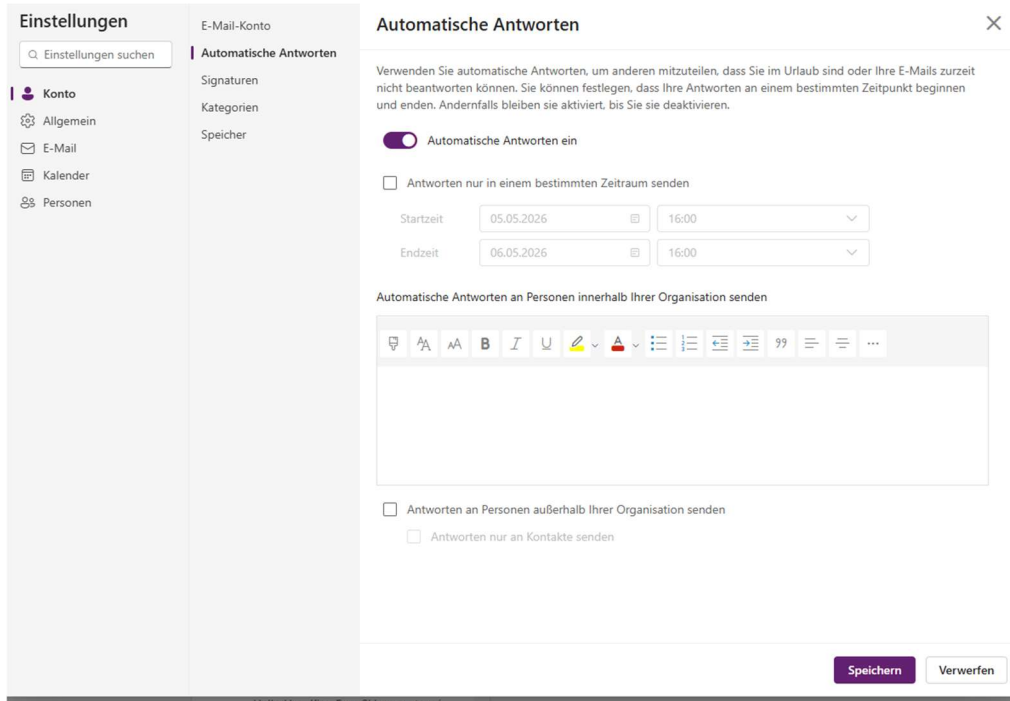 Einstellungen
Einstellungen suchen
Konto
Allgemein
E-Mail
Kalender
Personen
E-Mail-Konto
Automatische Antworten
Signaturen
Kategorien
Speicher
Automatische Antworten
Verwenden Sie automatische Antworten, um anderen mitzuteilen, dass Sie im Urlaub sind oder Ihre E-Mails zurzeit
nicht beantworten können. Sie können festlegen, dass Ihre Antworten an einem bestimmten Zeitpunkt beginnen
und enden. Andernfalls bleiben sie aktiviert, bis Sie sie deaktivieren.
Automatische Antworten ein
Antworten nur in einem bestimmten Zeitraum senden
Startzeit 05.05.2026 16:00
Endzeit 06.05.2026 16:00
Automatische Antworten an Personen innerhalb Ihrer Organisation senden
Antworten an Personen außerhalb Ihrer Organisation senden
Antworten nur an Kontakte senden
Speichern Verwerfen